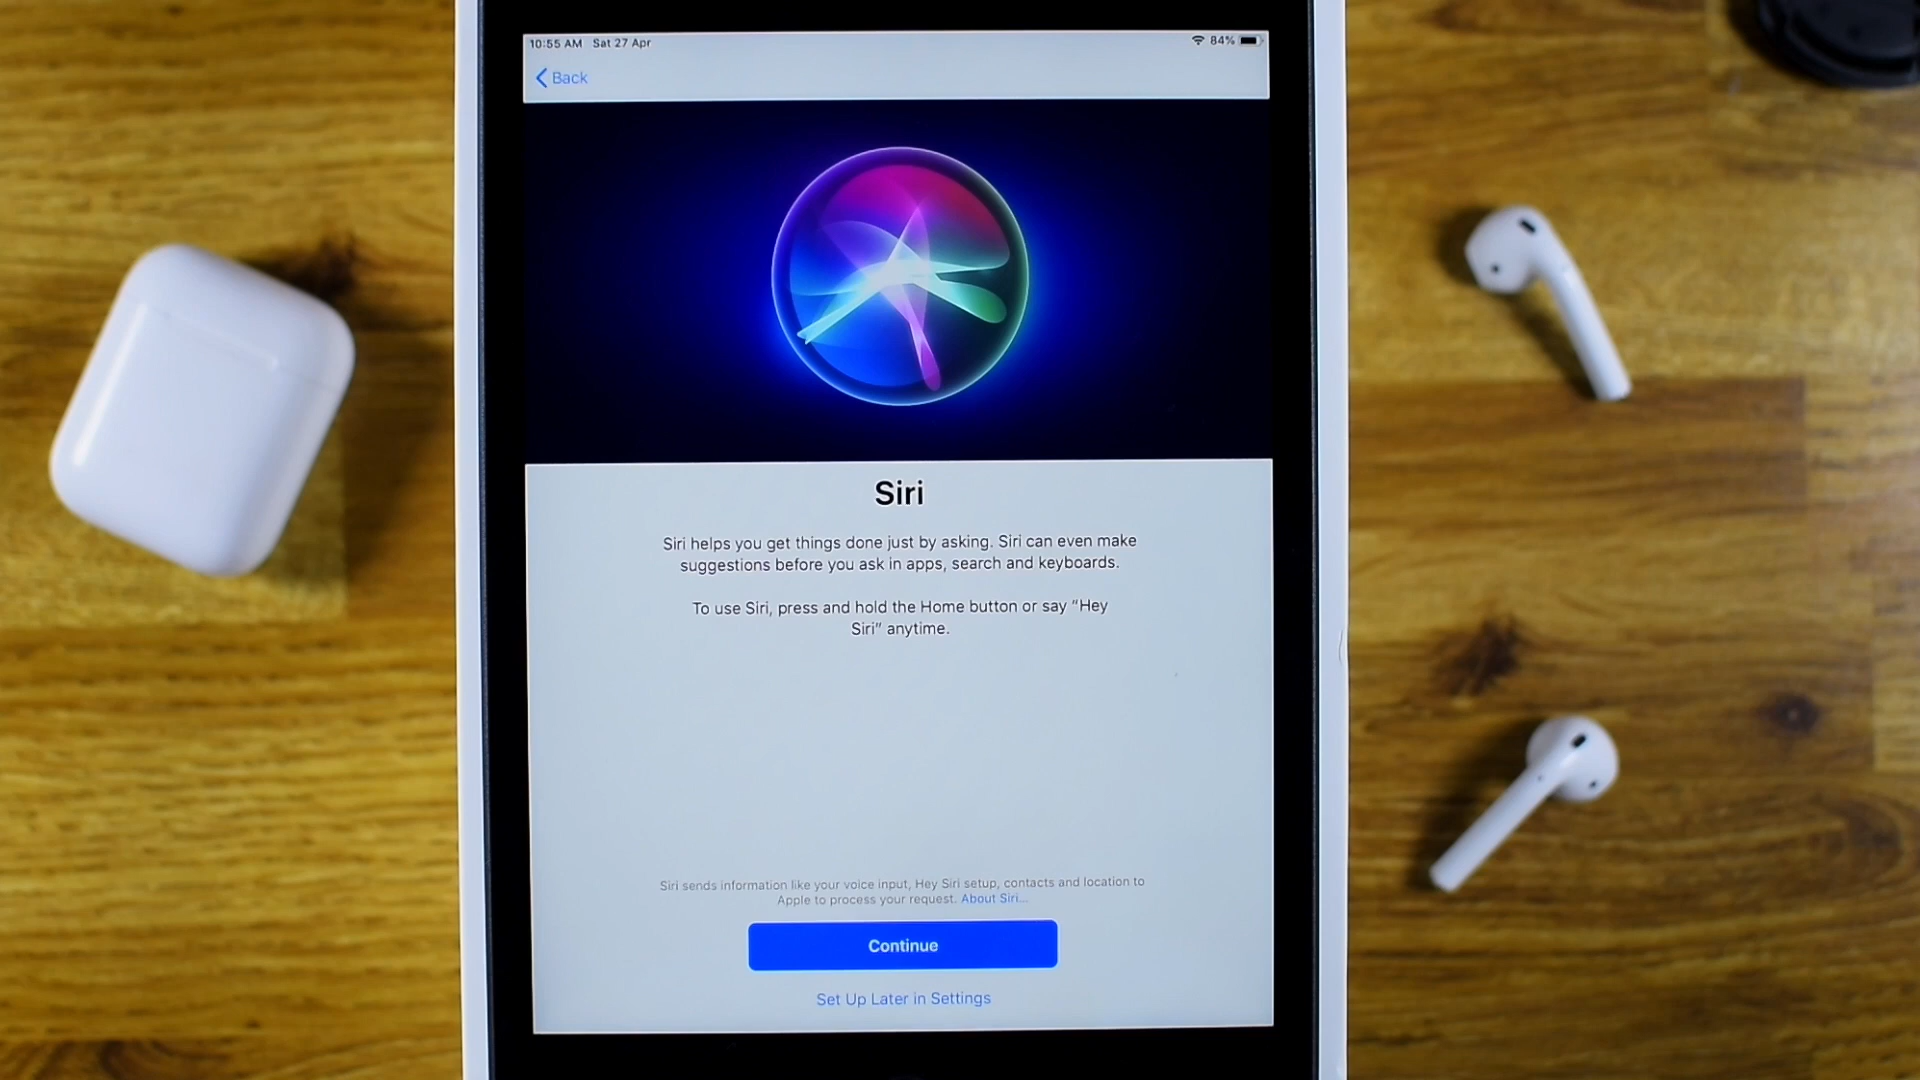 10:55 AM Sat 27 Apr 84%
Back
Siri
Siri helps you get things done just by asking. Siri can even make
suggestions before you ask in apps, search and keyboards.
To use Siri, press and hold the Home button or say “Hey
Siri” anytime.
Siri sends information like your voice input, Hey Siri setup, contacts and location to
Apple to process your request. About Siri...
Continue
Set Up Later in Settings